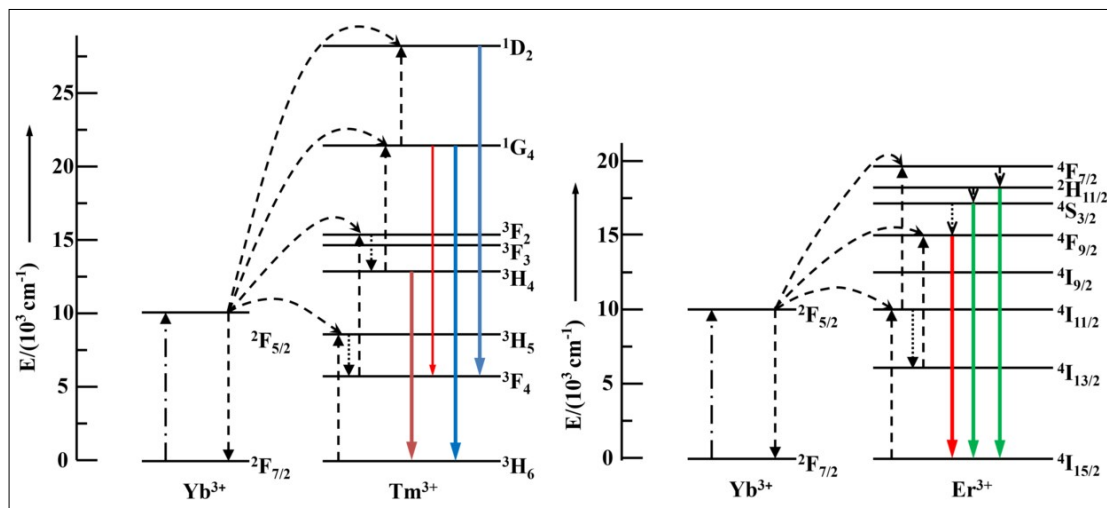 E/(10³ cm⁻¹)
25
20
15
10
5
0
²F₅/₂
²F₇/₂
Yb³⁺
¹D₂
¹G₄
³F₂
³F₃
³H₄
³H₅
³F₄
³H₆
Tm³⁺
E/(10³ cm⁻¹)
20
15
10
5
0
²F₅/₂
²F₇/₂
Yb³⁺
⁴F₇/₂
²H₁₁/₂
⁴S₃/₂
⁴F₉/₂
⁴I₉/₂
⁴I₁₁/₂
⁴I₁₃/₂
⁴I₁₅/₂
Er³⁺